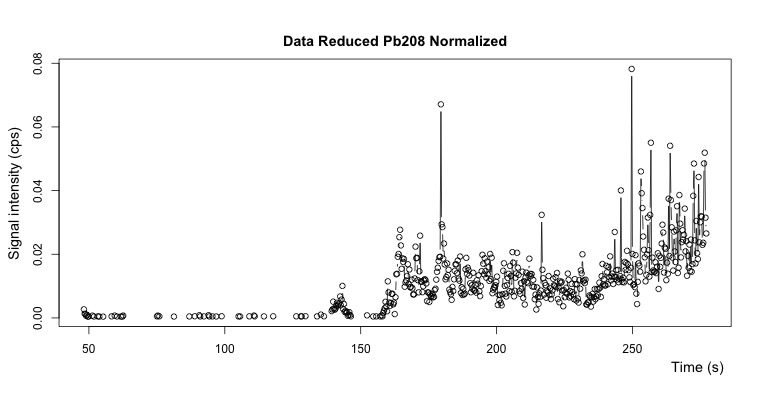 Data Reduced Pb208 Normalized
Signal intensity (cps)
0.08
0.06
0.04
0.02
0.00
50 100 150 200 250
Time (s)